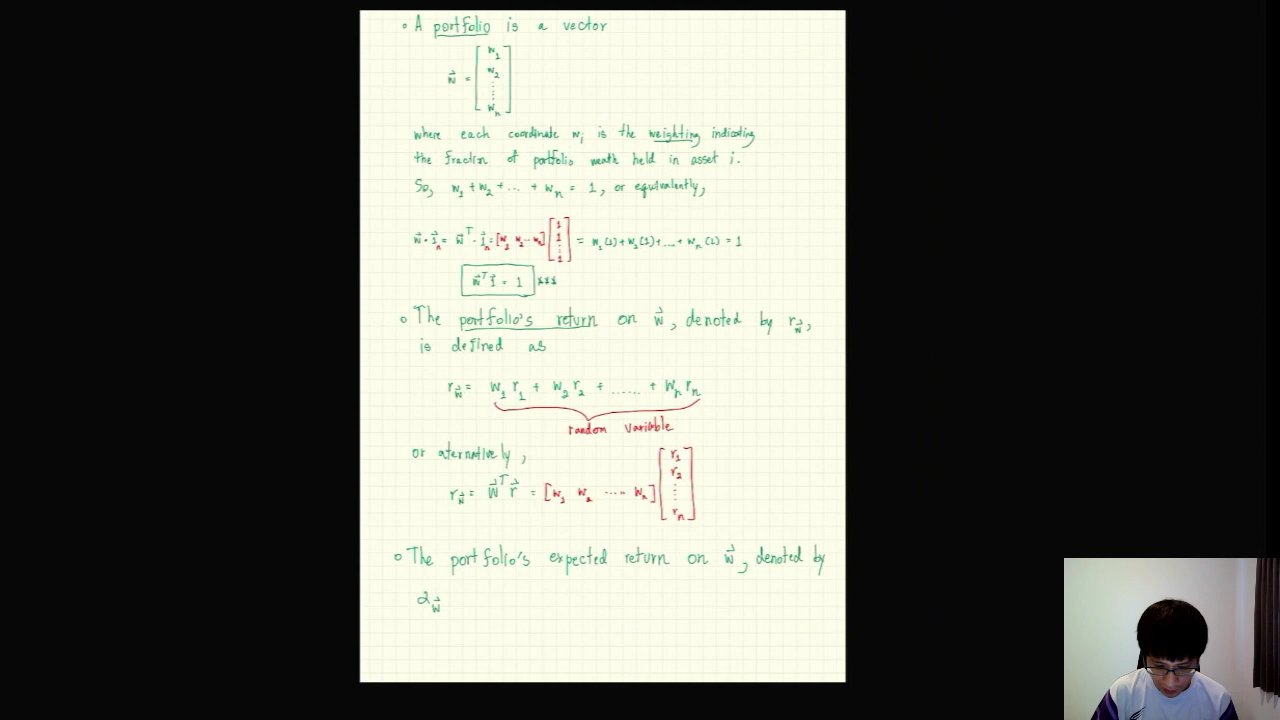 ∘ A portfolio is a vector
w⃗ = [w₁ w₂ ⋮ wₙ]
where each coordinate wᵢ is the weighting indicating
the fraction of portfolio weath held in asset i.
So, w₁ + w₂ + ... + wₙ = 1, or equivalently,
w⃗ · 1⃗ₙ = w⃗ᵀ · 1⃗ₙ = [w₁ w₂ ... wₙ] [1 1 ⋮ 1] = w₁(1) + w₂(1) + ... + wₙ(1) = 1
w⃗ᵀ1⃗ = 1 ***
∘ The portfolio's return on w⃗, denoted by r_w⃗,
is defined as
r_w⃗ = w₁r₁ + w₂r₂ + ...... + wₙrₙ
random variable
or aternatively,
r_w⃗ = w⃗ᵀr⃗ = [w₁ w₂ ..... wₙ] [r₁ r₂ ⋮ rₙ]
∘ The portfolio's expected return on w⃗, denoted by
α_w⃗